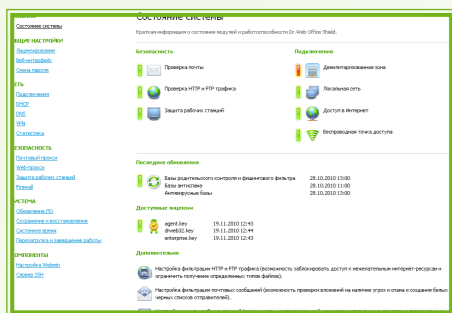 Состояние системы
ОБЩИЕ НАСТРОЙКИ
Лицензирование
Веб-интерфейс
Смена пароля
СЕТЬ
Подключения
DHCP
DNS
VPN
Статистика
БЕЗОПАСНОСТЬ
Почтовый прокси
Web-прокси
Защита рабочих станций
Firewall
СИСТЕМА
Обновление ПО
Сохранение и восстановление
Системное время
Перезагрузка и завершение работы
КОМПОНЕНТЫ
Настройка Webmin
Сервер SSH
Состояние системы
Краткая информация о состоянии модулей и работоспособности Dr.Web Office Shield.
Безопасность
Проверка почты
Проверка HTTP и FTP трафика
Защита рабочих станций
Подключения
Демилитаризованная зона
Локальная сеть
Доступ в Интернет
Беспроводная точка доступа
Последние обновления
Базы родительского контроля и фишингового фильтра 28.10.2010 13:00
Базы антиспама 28.10.2010 11:00
Антивирусные базы 28.10.2010 13:00
Доступные лицензии
agent.key 19.11.2010 12:43
drweb32.key 19.11.2010 12:44
enterprise.key 19.11.2010 12:43
Дополнительно
Настройка фильтрации HTTP и FTP трафика (возможность заблокировать доступ к нежелательным интернет-ресурсам и
ограничить получение определенных типов файлов).
Настройка фильтрации почтовых сообщений (возможность проверки вложений на наличие угроз и спама и создания белых/
черных списков отправителей).